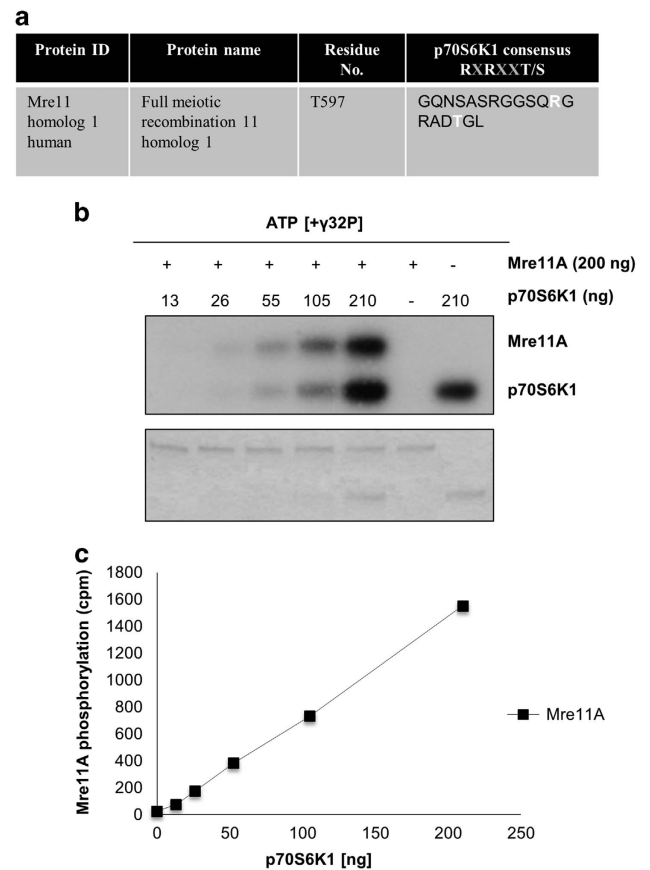 a
Protein ID
Protein name
Residue
No.
p70S6K1 consensus
RXRXXT/S
Mre11
homolog 1
human
Full meiotic
recombination 11
homolog 1
T597
GQNSASRGGSQRG
RADTGL
b
ATP [+γ32P]
+ + + + + + - Mre11A (200 ng)
13 26 55 105 210 - 210 p70S6K1 (ng)
Mre11A
p70S6K1
c
Mre11A phosphorylation (cpm)
1800
1600
1400
1200
1000
800
600
400
200
0
0 50 100 150 200 250
p70S6K1 [ng]
Mre11A